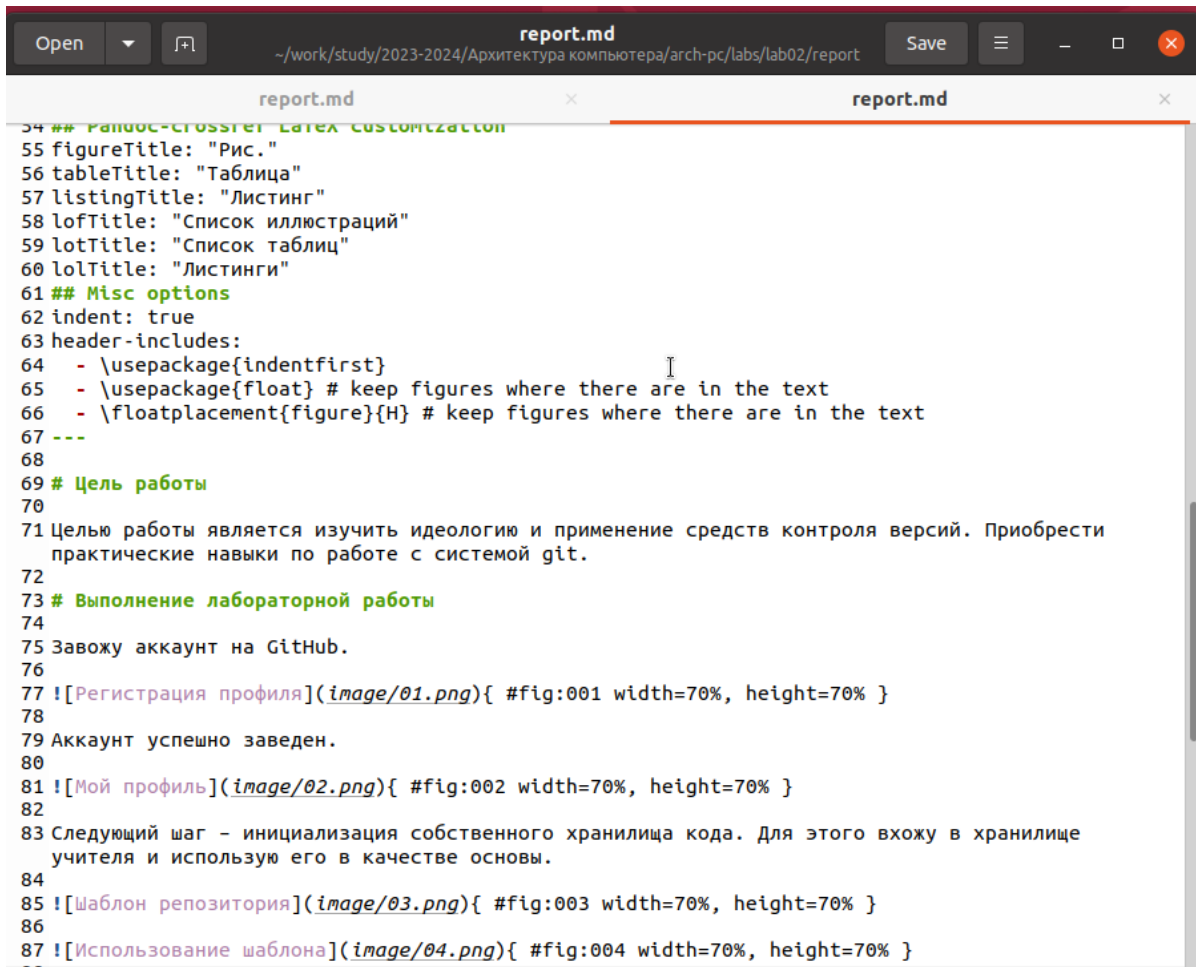 Open
report.md
~/work/study/2023-2024/Архитектура компьютера/arch-pc/labs/lab02/report
Save
report.md
report.md
54 ## Pandoc-crossref LaTeX customization
55 figureTitle: "Рис."
56 tableTitle: "Таблица"
57 listingTitle: "Листинг"
58 lofTitle: "Список иллюстраций"
59 lotTitle: "Список таблиц"
60 lolTitle: "Листинги"
61 ## Misc options
62 indent: true
63 header-includes:
64   - \usepackage{indentfirst}
65   - \usepackage{float} # keep figures where there are in the text
66   - \floatplacement{figure}{H} # keep figures where there are in the text
67 ---
68
69 # Цель работы
70
71 Целью работы является изучить идеологию и применение средств контроля версий. Приобрести
практические навыки по работе с системой git.
72
73 # Выполнение лабораторной работы
74
75 Завожу аккаунт на GitHub.
76
77 ![Регистрация профиля](image/01.png){ #fig:001 width=70%, height=70% }
78
79 Аккаунт успешно заведен.
80
81 ![Мой профиль](image/02.png){ #fig:002 width=70%, height=70% }
82
83 Следующий шаг – инициализация собственного хранилища кода. Для этого вхожу в хранилище
учителя и использую его в качестве основы.
84
85 ![Шаблон репозитория](image/03.png){ #fig:003 width=70%, height=70% }
86
87 ![Использование шаблона](image/04.png){ #fig:004 width=70%, height=70% }